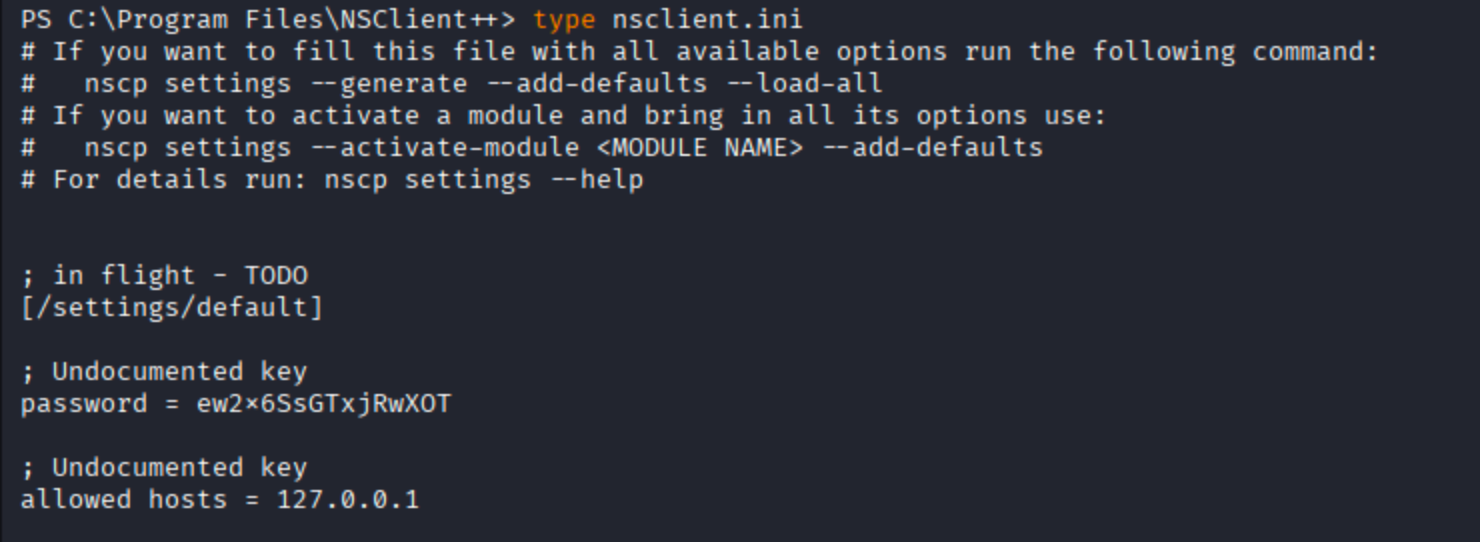 PS C:\Program Files\NSClient++> type nsclient.ini
# If you want to fill this file with all available options run the following command:
#   nscp settings --generate --add-defaults --load-all
# If you want to activate a module and bring in all its options use:
#   nscp settings --activate-module <MODULE NAME> --add-defaults
# For details run: nscp settings --help
; in flight - TODO
[/settings/default]
; Undocumented key
password = ew2x6SsGTxjRwXOT
; Undocumented key
allowed hosts = 127.0.0.1